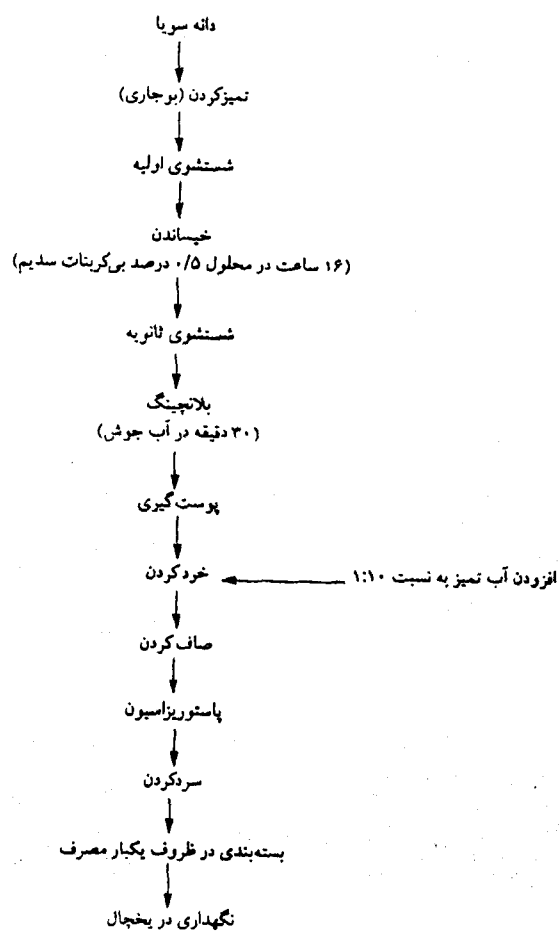 دانه سویا
تمیزکردن (بوجاری)
شستشوی اولیه
خیساندن
(۱۶ ساعت در محلول ۰/۵ درصد بی‌کربنات سدیم)
شستشوی ثانویه
بلانچینگ
(۳۰ دقیقه در آب جوش)
پوست‌گیری
خردکردن
افزودن آب تمیز به نسبت ۱:۱۰
صاف‌کردن
پاستوریزاسیون
سردکردن
بسته‌بندی در ظروف یکبار مصرف
نگهداری در یخچال